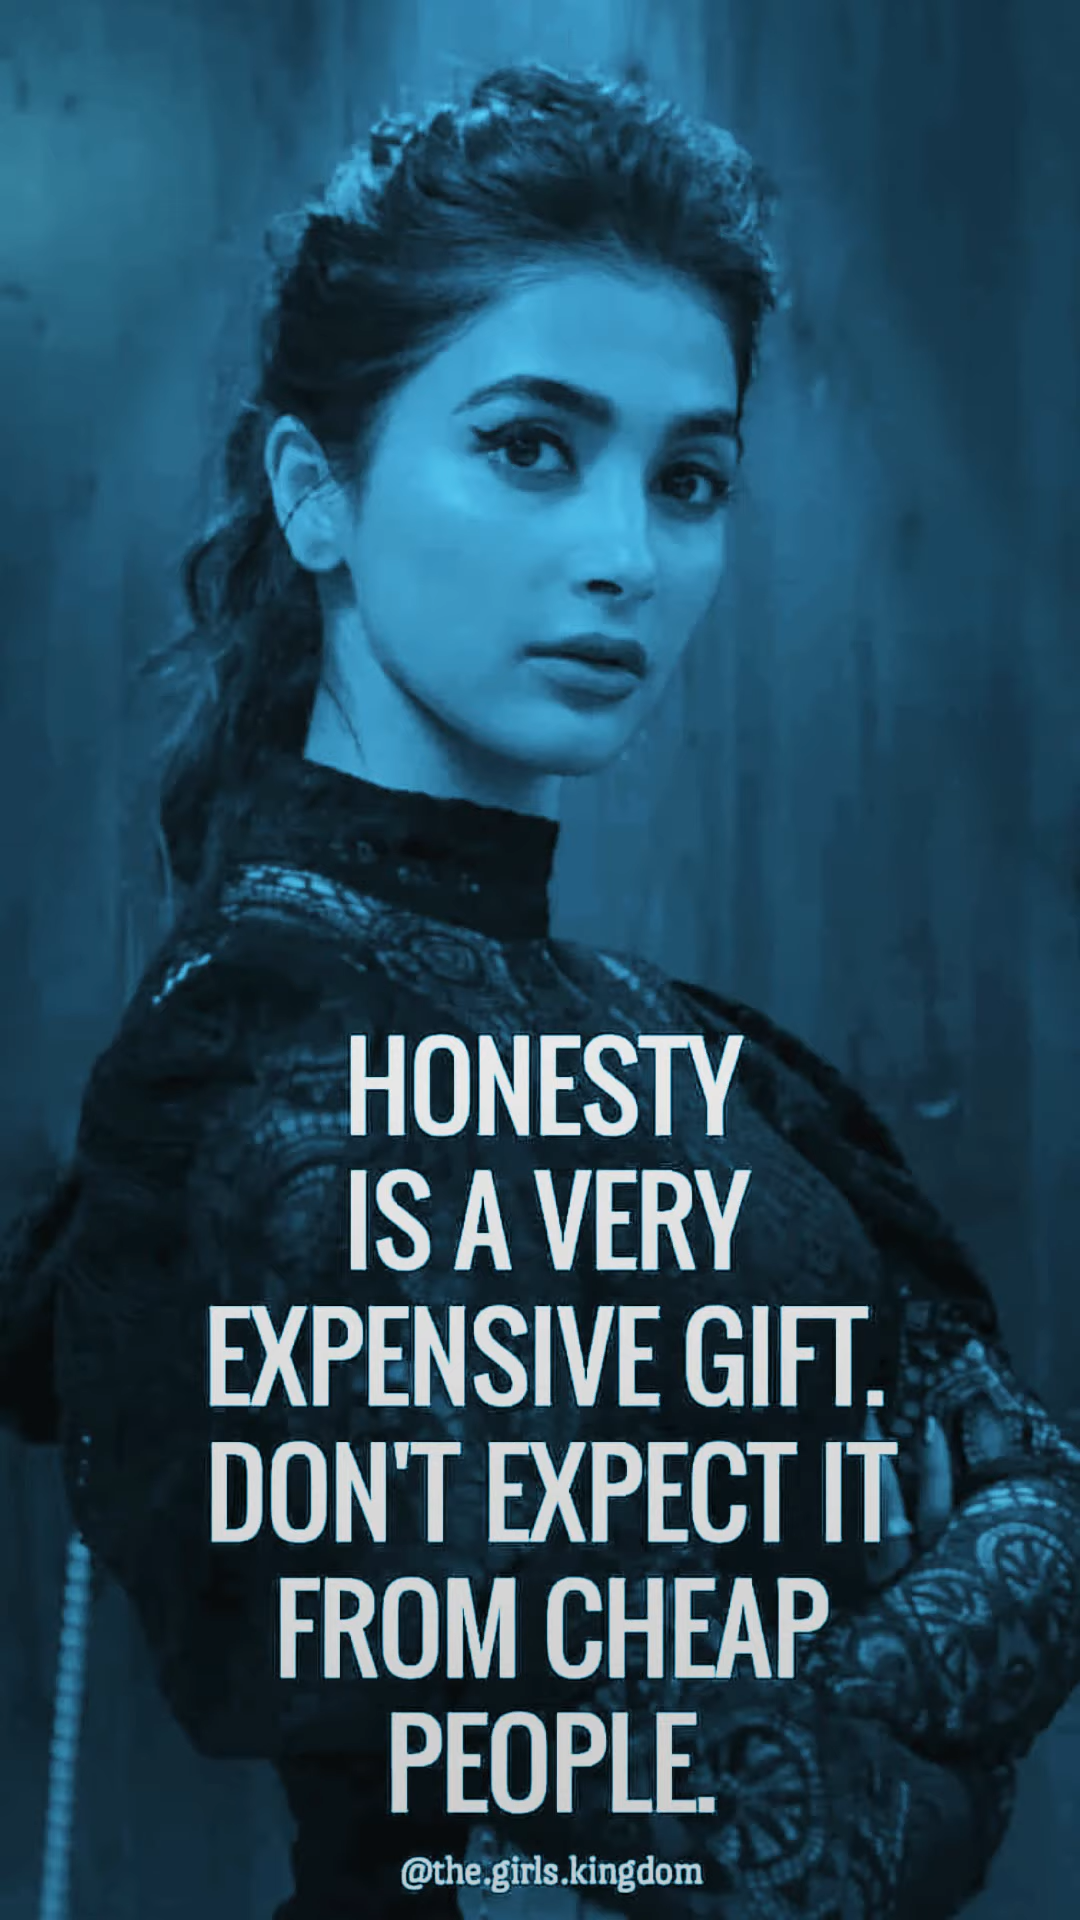 HONESTY
IS A VERY
EXPENSIVE GIFT.
DON'T EXPECT IT
FROM CHEAP
PEOPLE.
@the.girls.kingdom